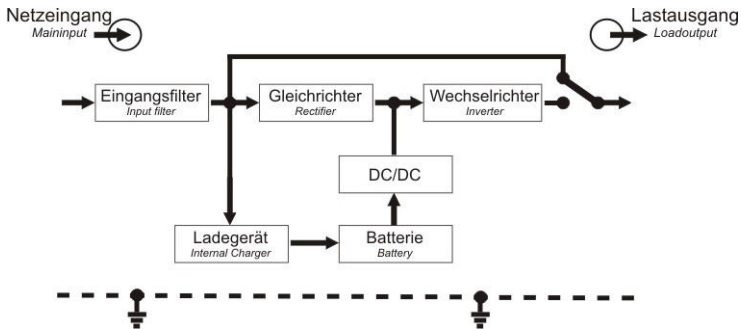 Netzeingang
Maininput
Lastausgang
Loadoutput
Eingangsfilter
Input filter
Gleichrichter
Rectifier
Wechselrichter
Inverter
DC/DC
Ladegerät
Internal Charger
Batterie
Battery